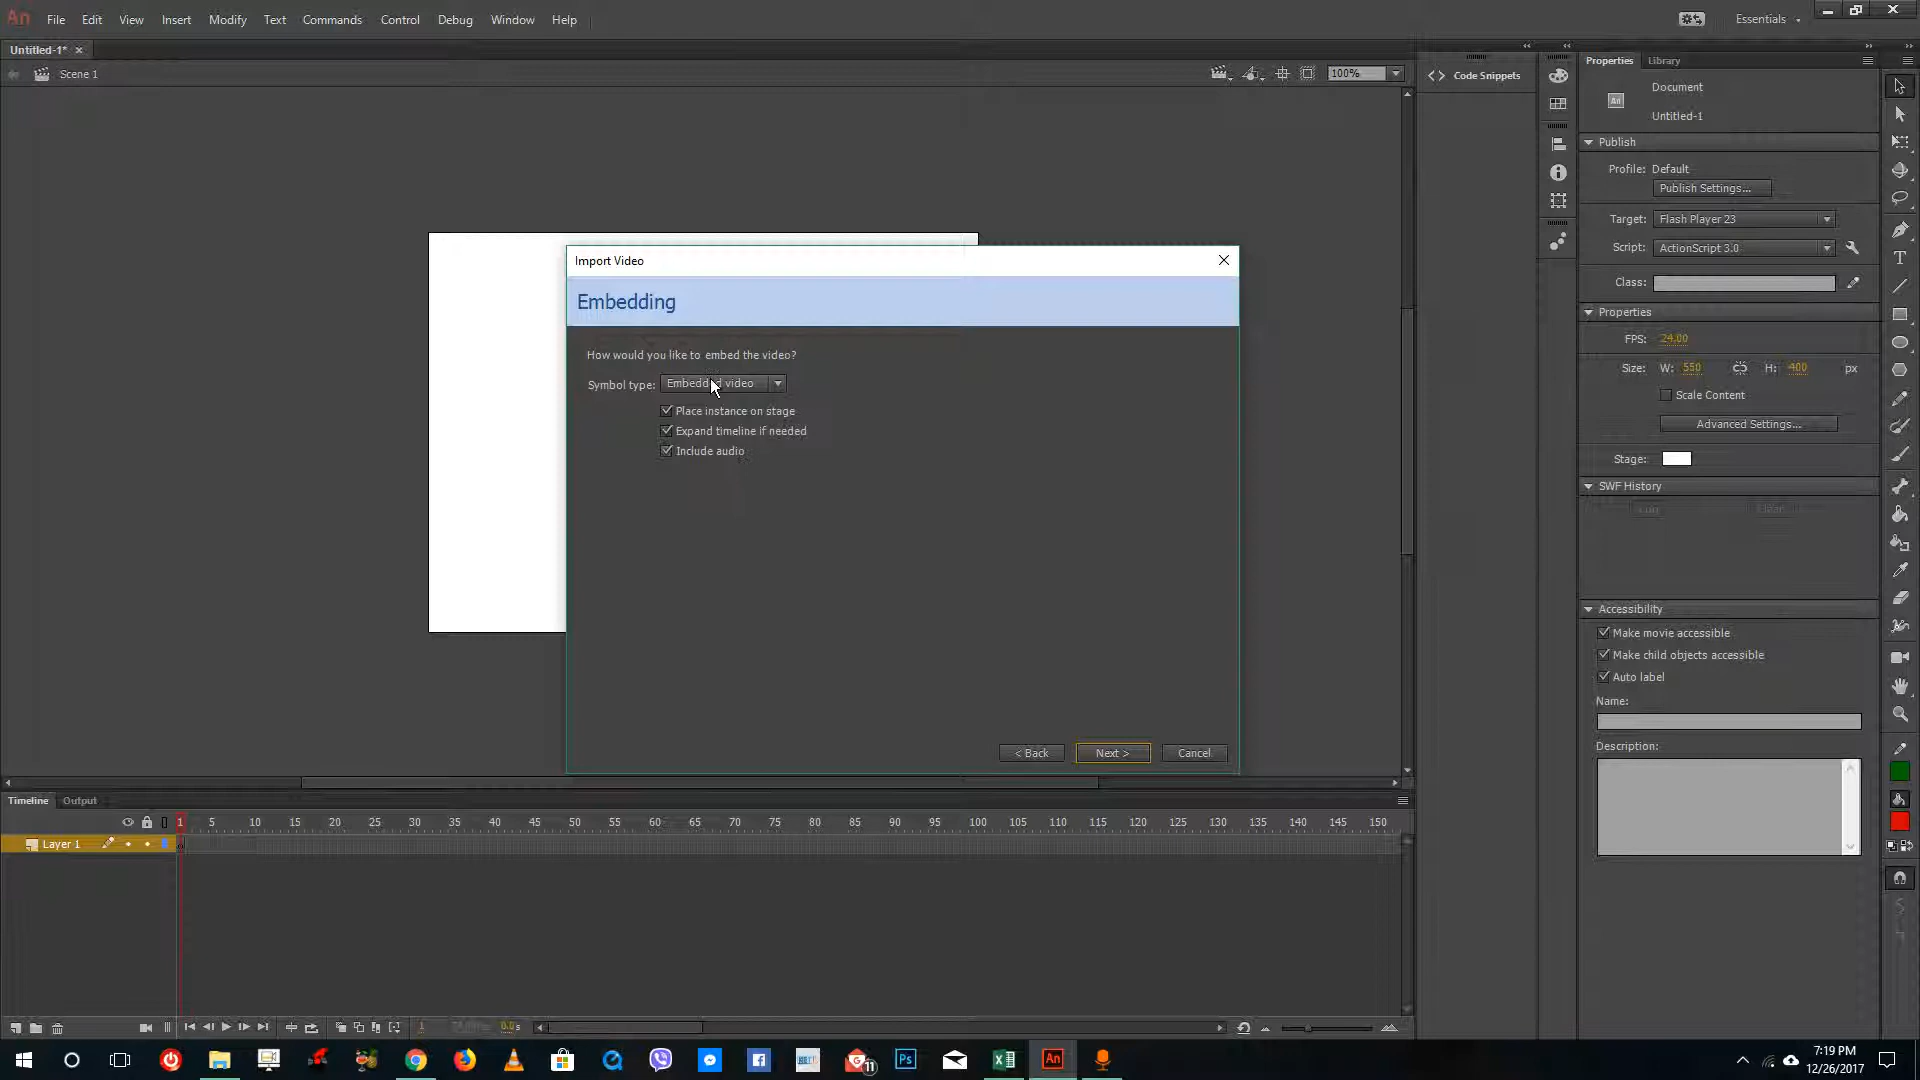 An File Edit View Insert Modify Text Commands Control Debug Window Help Essentials
Untitled-1* ×
Scene 1 100%
Code Snippets
Properties Library
Document
Untitled-1
Publish
Profile: Default
Publish Settings...
Target: Flash Player 23
Script: ActionScript 3.0
Class:
Properties
FPS: 24.00
Size: W: 550 H: 400 px
Scale Content
Advanced Settings...
Stage:
SWF History
Accessibility
Make movie accessible
Make child objects accessible
Auto label
Name:
Description:
Import Video
Embedding
How would you like to embed the video?
Symbol type: Embedded video
Place instance on stage
Expand timeline if needed
Include audio
< Back Next > Cancel
Timeline Output
1 5 10 15 20 25 30 35 40 45 50 55 60 65 70 75 80 85 90 95 100 105 110 115 120 125 130 135 140 145 150
Layer 1
1 0.0s
11 Ps An
7:19 PM
12/26/2017